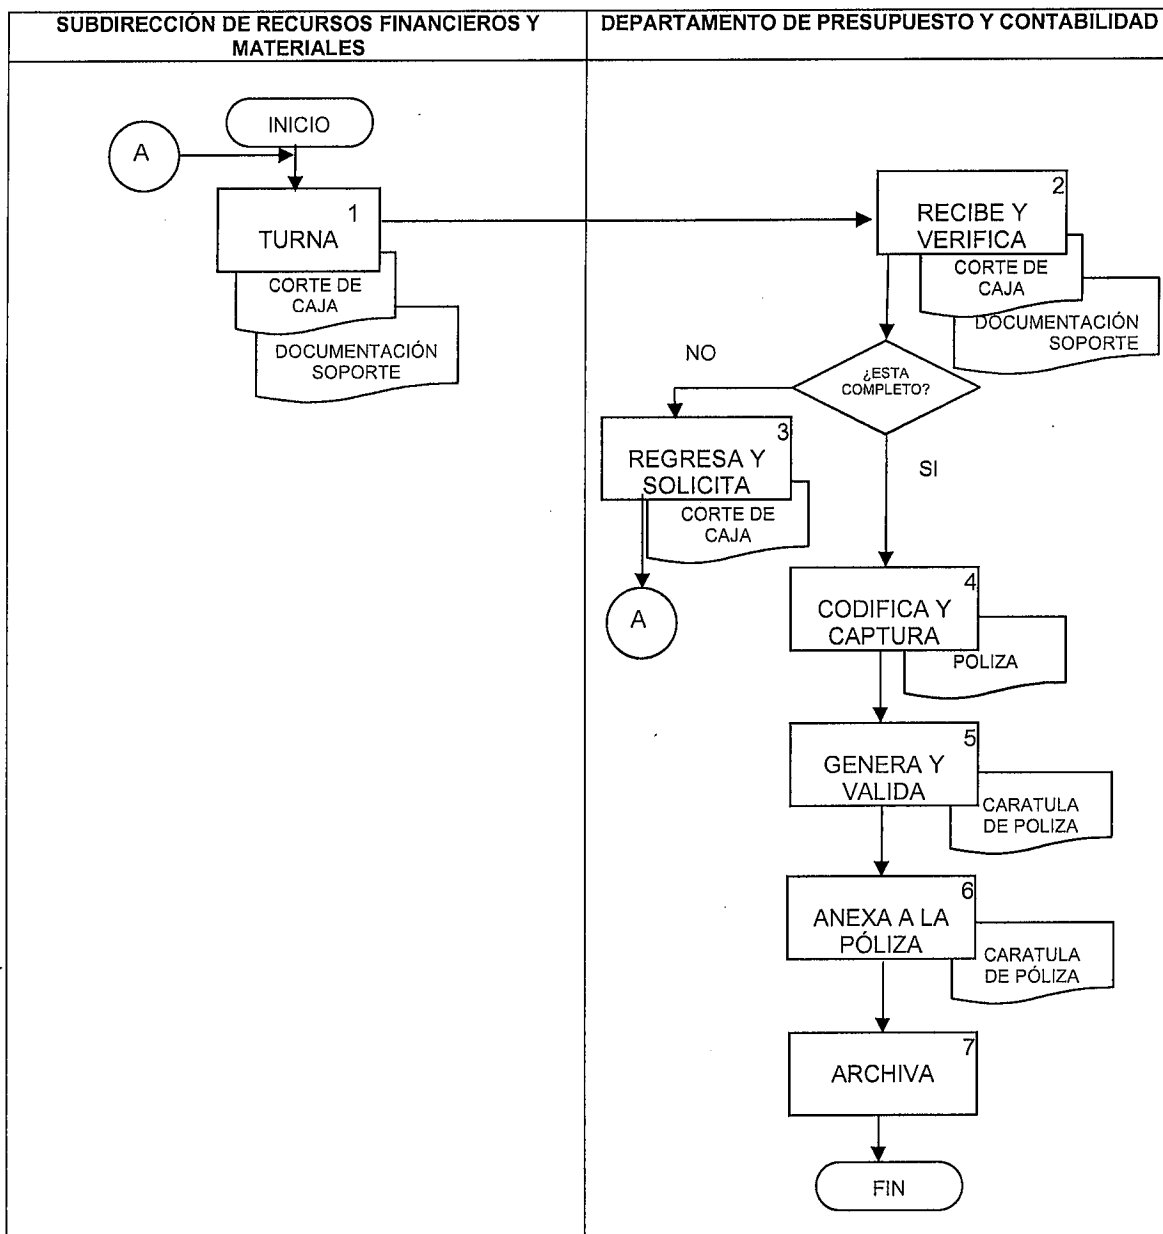 SUBDIRECCIÓN DE RECURSOS FINANCIEROS Y
MATERIALES
DEPARTAMENTO DE PRESUPUESTO Y CONTABILIDAD
INICIO
A
1
TURNA
CORTE DE
CAJA
DOCUMENTACIÓN
SOPORTE
2
RECIBE Y
VERIFICA
CORTE DE
CAJA
DOCUMENTACIÓN
SOPORTE
¿ESTA
COMPLETO?
NO
3
REGRESA Y
SOLICITA
CORTE DE
CAJA
A
SI
4
CODIFICA Y
CAPTURA
POLIZA
5
GENERA Y
VALIDA
CARATULA
DE POLIZA
6
ANEXA A LA
PÓLIZA
CARATULA
DE PÓLIZA
7
ARCHIVA
FIN